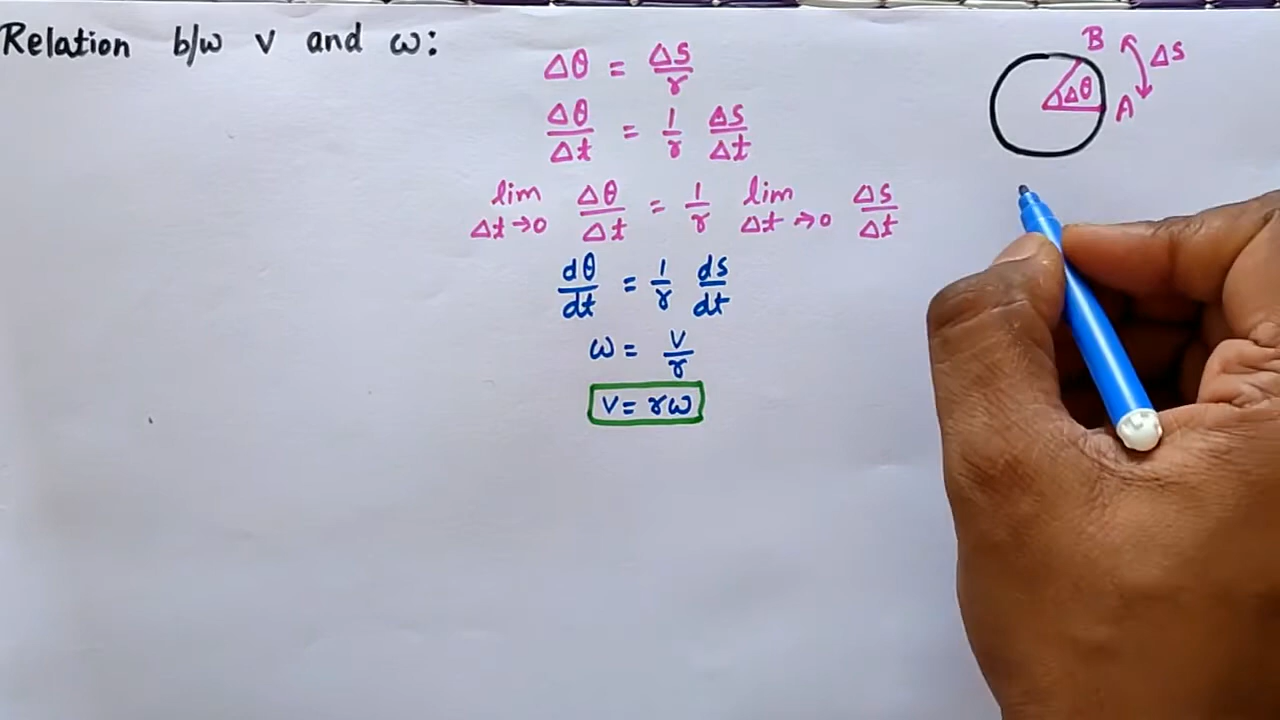 Relation b/w v and ω:
Δθ = Δs/r
Δθ/Δt = 1/r Δs/Δt
lim Δt→0 Δθ/Δt = 1/r lim Δt→0 Δs/Δt
dθ/dt = 1/r ds/dt
ω = v/r
v = rω
B
Δs
Δθ
A